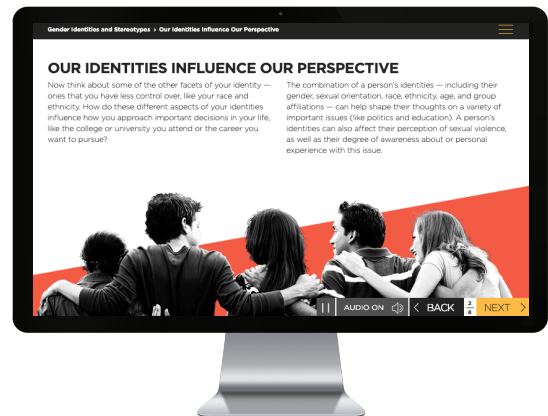 Gender Identities and Stereotypes › Our Identities Influence Our Perspective
OUR IDENTITIES INFLUENCE OUR PERSPECTIVE
Now think about some of the other facets of your identity —
ones that you have less control over, like your race and
ethnicity. How do these different aspects of your identities
influence how you approach important decisions in your life,
like the college or university you attend or the career you
want to pursue?
The combination of a person's identities — including their
gender, sexual orientation, race, ethnicity, age, and group
affiliations — can help shape their thoughts on a variety of
important issues (like politics and education). A person's
identities can also affect their perception of sexual violence,
as well as their degree of awareness about or personal
experience with this issue.
AUDIO ON
BACK
2
8
NEXT